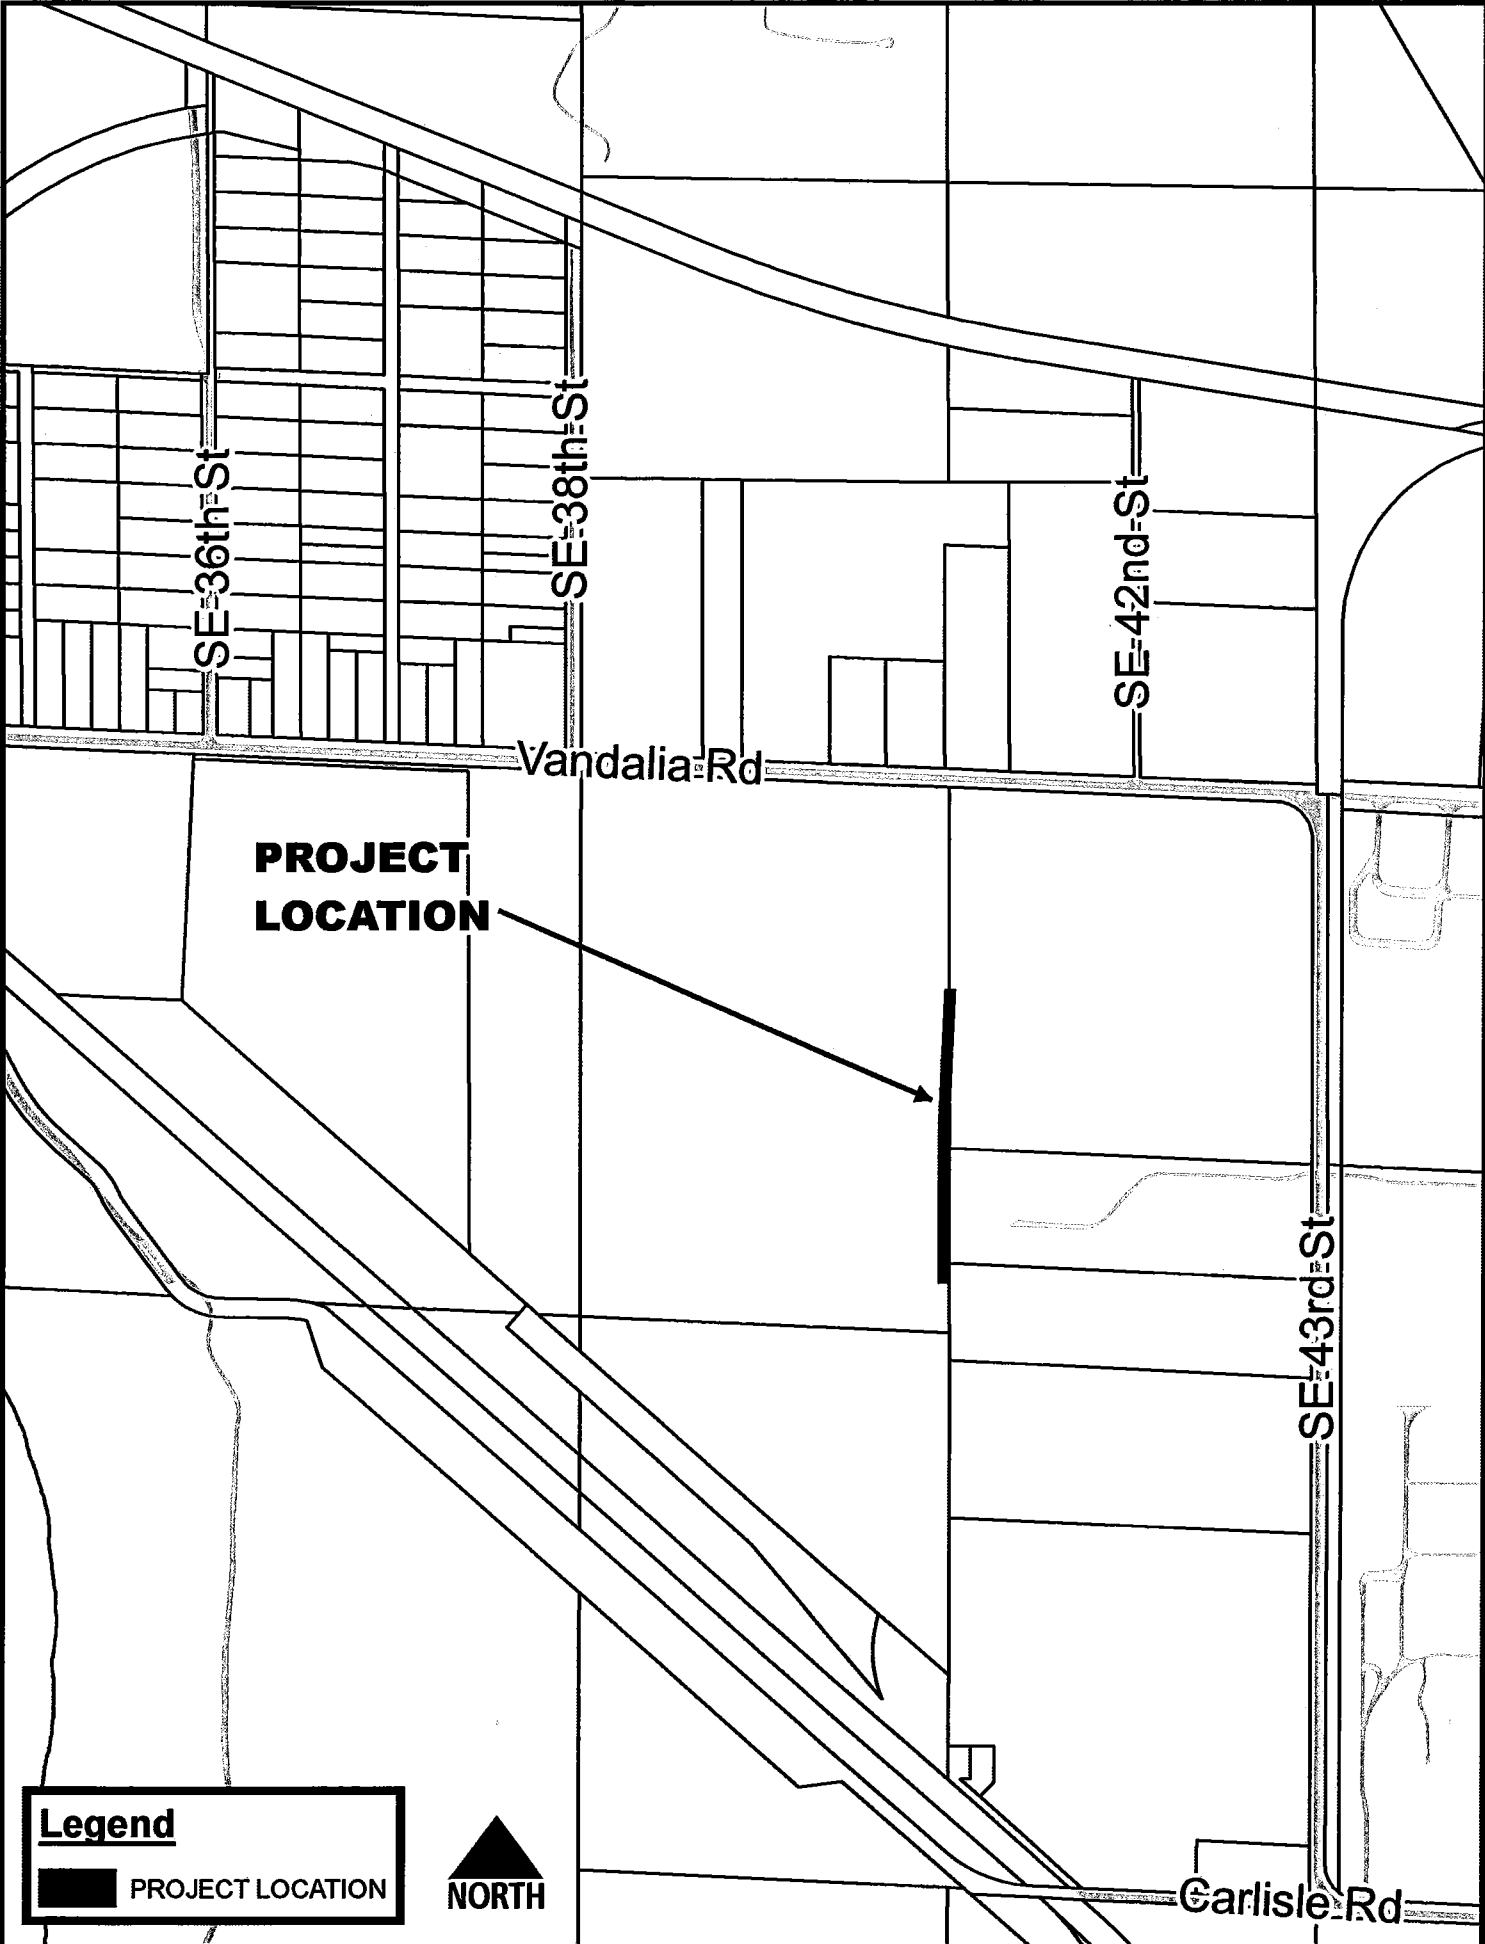 SE 36th St
SE 38th St
SE 42nd St
Vandalia Rd
PROJECT
LOCATION
SE 43rd St
Legend
PROJECT LOCATION
NORTH
Carlisle Rd